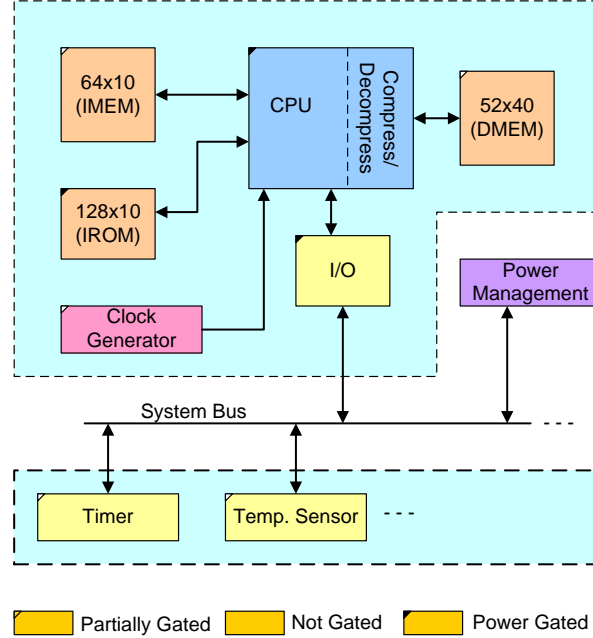 64x10
(IMEM)
CPU
Compress/
Decompress
52x40
(DMEM)
128x10
(IROM)
I/O
Power
Management
Clock
Generator
System Bus
Timer
Temp. Sensor
Partially Gated
Not Gated
Power Gated